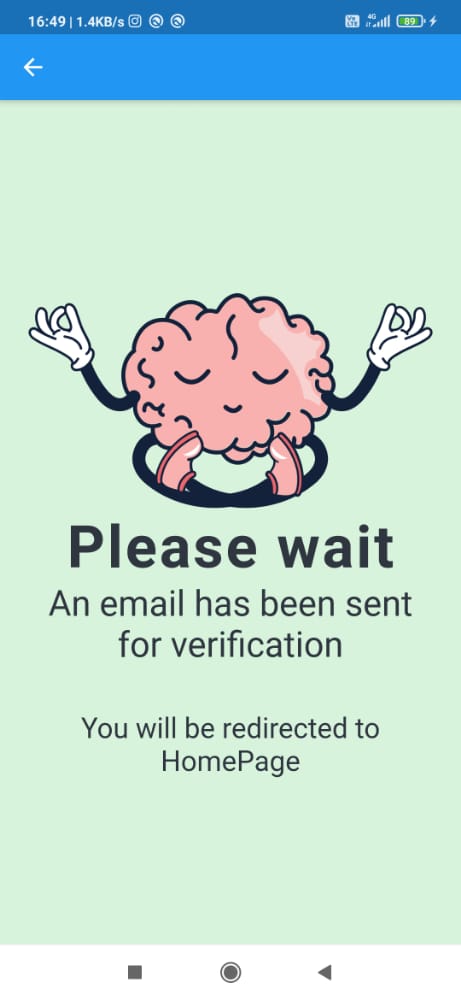 16:49 | 1.4KB/s
4G
89
Please wait
An email has been sent
for verification
You will be redirected to
HomePage